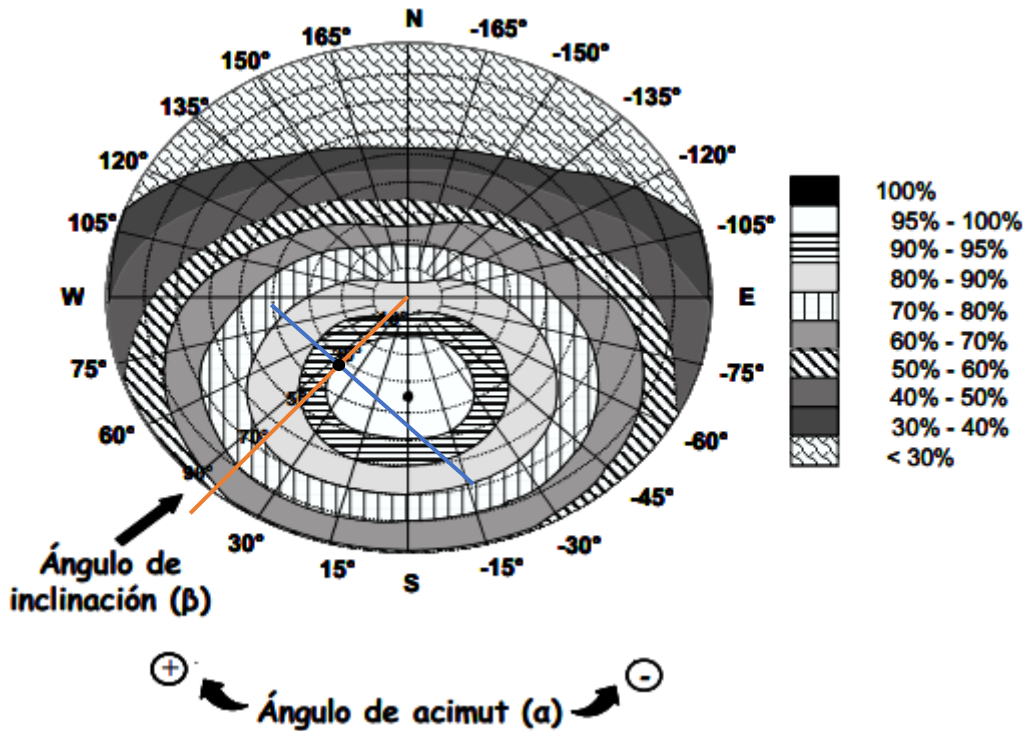 N
165°
-165°
150°
-150°
135°
-135°
120°
-120°
105°
-105°
W
E
75°
-75°
60°
-60°
-45°
30°
-30°
15°
-15°
S
70°
90°
100%
95% - 100%
90% - 95%
80% - 90%
70% - 80%
60% - 70%
50% - 60%
40% - 50%
30% - 40%
< 30%
Ángulo de
inclinación (β)
+
-
Ángulo de acimut (α)